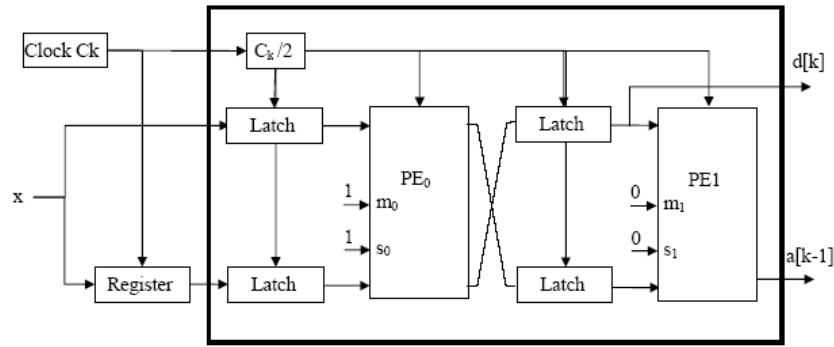 Clock Ck
Cₖ/2
d[k]
Latch
Latch
x
PE₀
PE1
1
m₀
0
m₁
1
s₀
0
s₁
a[k-1]
Register
Latch
Latch